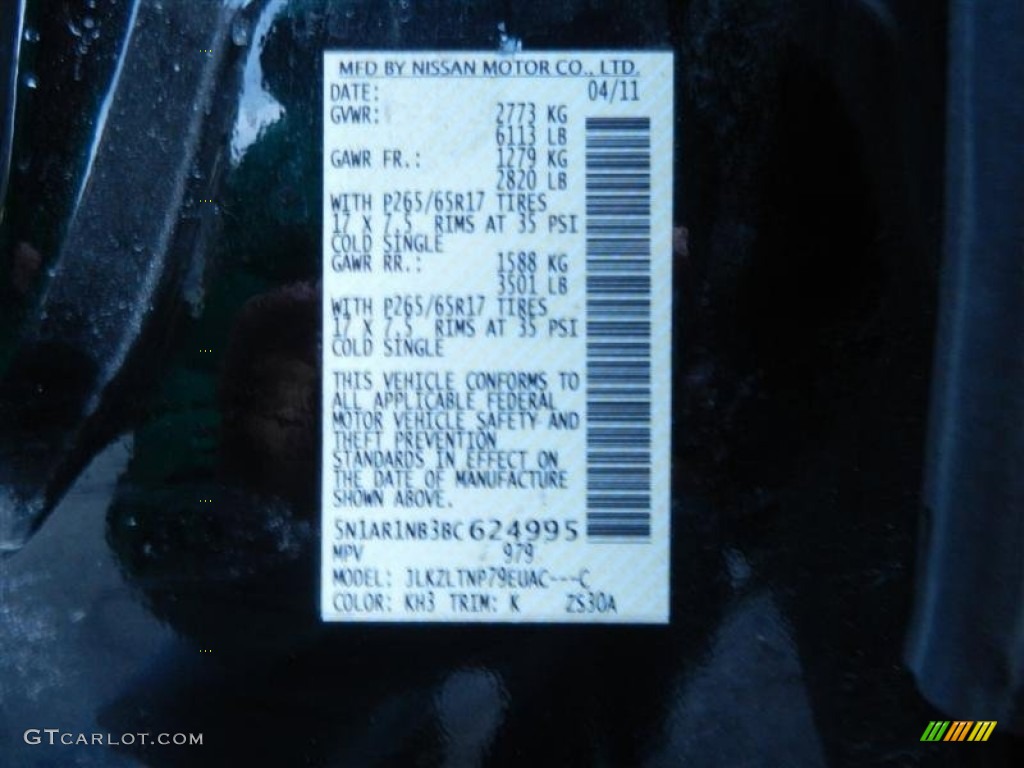 MFD BY NISSAN MOTOR CO., LTD.
DATE: 04/11
GVWR: 2773 KG
6113 LB
GAWR FR.: 1279 KG
2820 LB
WITH P265/65R17 TIRES
17 X 7.5 RIMS AT 35 PSI
COLD SINGLE
GAWR RR.: 1588 KG
3501 LB
WITH P265/65R17 TIRES
17 X 7.5 RIMS AT 35 PSI
COLD SINGLE
THIS VEHICLE CONFORMS TO
ALL APPLICABLE FEDERAL
MOTOR VEHICLE SAFETY AND
THEFT PREVENTION
STANDARDS IN EFFECT ON
THE DATE OF MANUFACTURE
SHOWN ABOVE.
5N1AR1NB3BC624995
MPV 979
MODEL: JLKZLTNP79EUAC---C
COLOR: KH3 TRIM: K ZS30A
GTCARLOT.COM